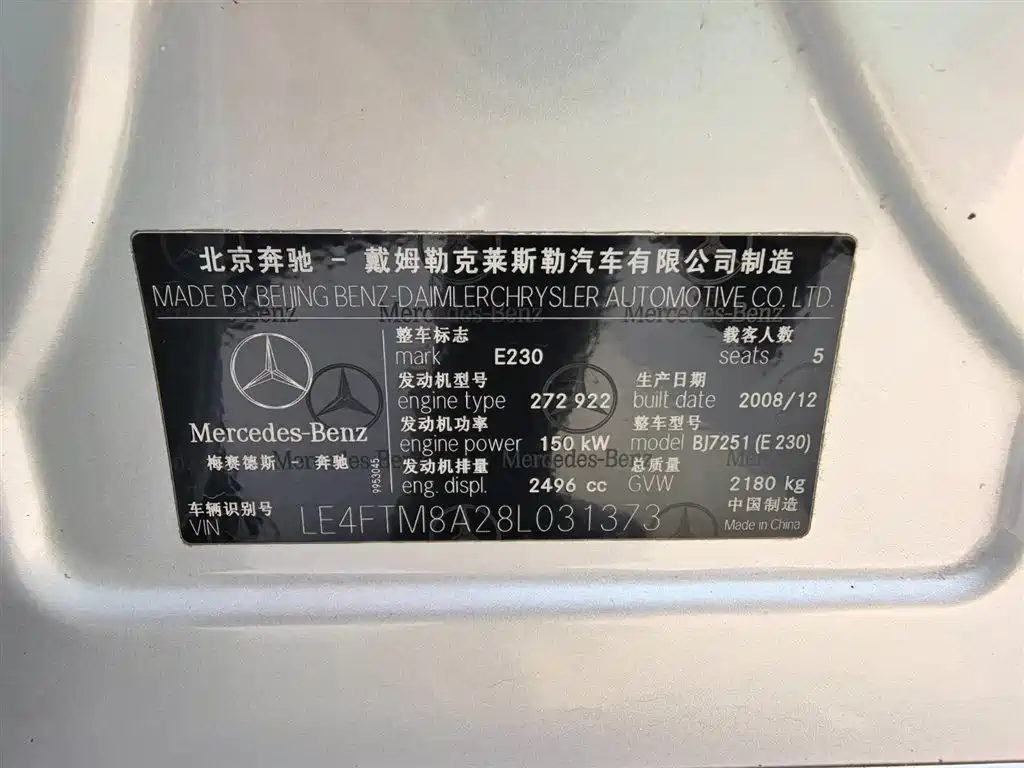 北京奔驰 - 戴姆勒克莱斯勒汽车有限公司制造
MADE BY BEIJING BENZ-DAIMLERCHRYSLER AUTOMOTIVE CO. LTD.
整车标志 载客人数
mark E230 seats 5
发动机型号 生产日期
engine type 272 922 built date 2008/12
发动机功率 整车型号
engine power 150 kW model BJ7251 (E 230)
发动机排量 总质量
eng. displ. 2496 cc GVW 2180 kg
Mercedes-Benz
梅赛德斯 奔驰
9953045
中国制造
Made in China
车辆识别号
VIN LE4FTM8A28L031373